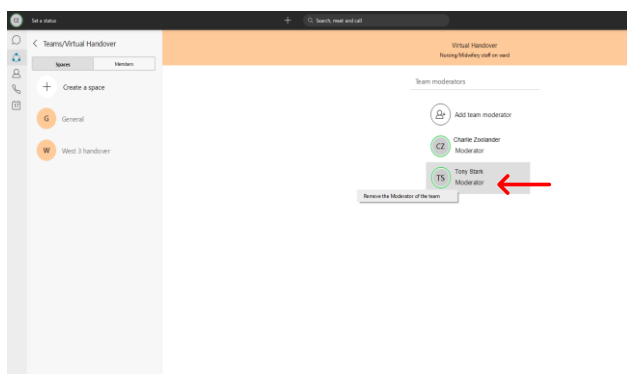 Set a status
Search, meet and call
Teams/Virtual Handover
Spaces
Members
Create a space
G
General
W
West 3 handover
Virtual Handover
Nursing/Midwifery staff on ward
Team moderators
Add team moderator
CZ
Charlie Zoolander
Moderator
TS
Tony Stark
Moderator
Remove the Moderator of the team